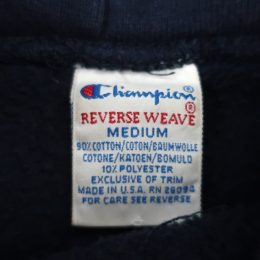 Champion®
REVERSE WEAVE®
MEDIUM
90% COTTON/COTON/BAUMWOLLE
COTONE/KATOEN/BOMULD
10% POLYESTER
EXCLUSIVE OF TRIM
MADE IN U.S.A. RN 26094
FOR CARE SEE REVERSE